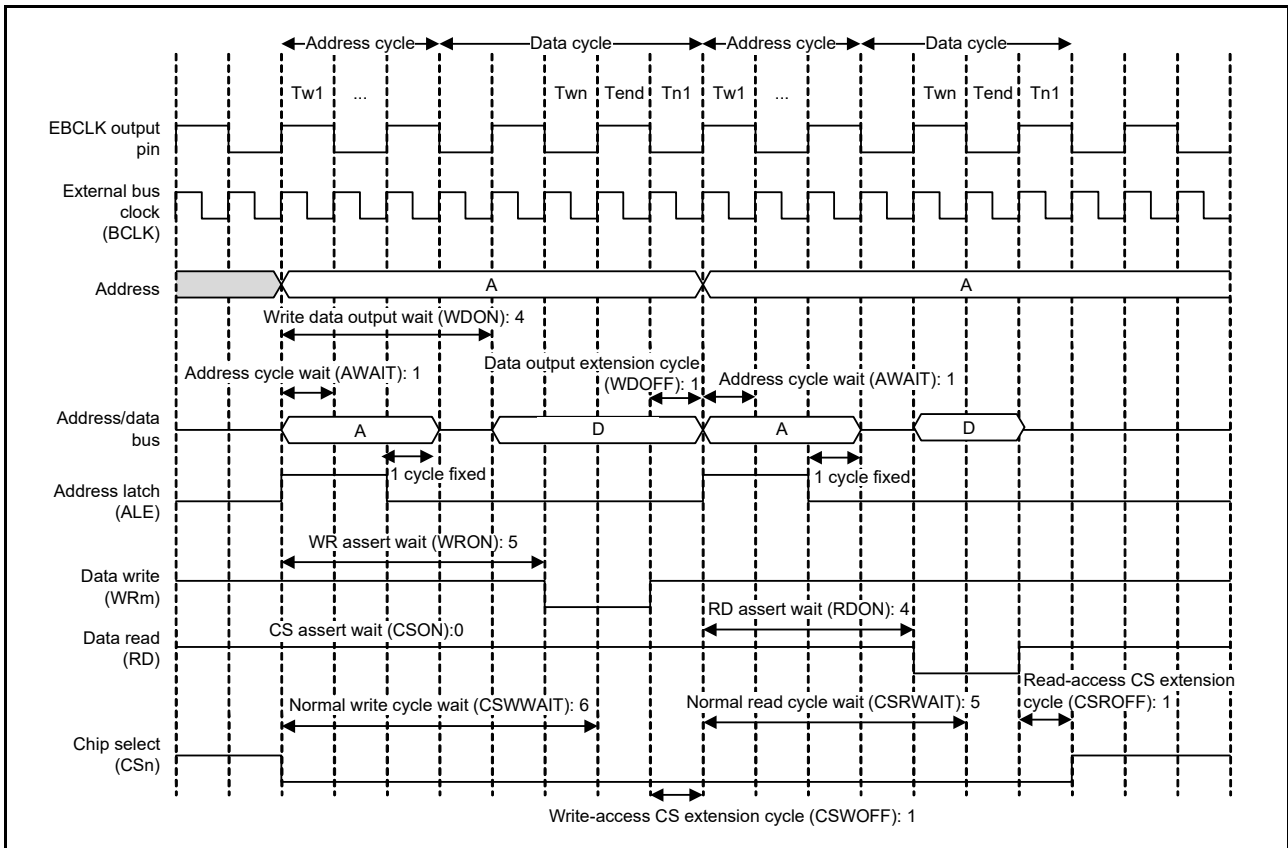 Address cycle Data cycle Address cycle Data cycle
Tw1 ... Twn Tend Tn1 Tw1 ... Twn Tend Tn1
EBCLK output
pin
External bus
clock
(BCLK)
Address
A A
Write data output wait (WDON): 4
Data output extension cycle
(WDOFF): 1
Address cycle wait (AWAIT): 1
Address cycle wait (AWAIT): 1
Address/data
bus
A D A D
1 cycle fixed 1 cycle fixed
Address latch
(ALE)
WR assert wait (WRON): 5
Data write
(WRm)
RD assert wait (RDON): 4
CS assert wait (CSON):0
Data read
(RD)
Read-access CS extension
cycle (CSROFF): 1
Normal write cycle wait (CSWWAIT): 6
Normal read cycle wait (CSRWAIT): 5
Chip select
(CSn)
Write-access CS extension cycle (CSWOFF): 1